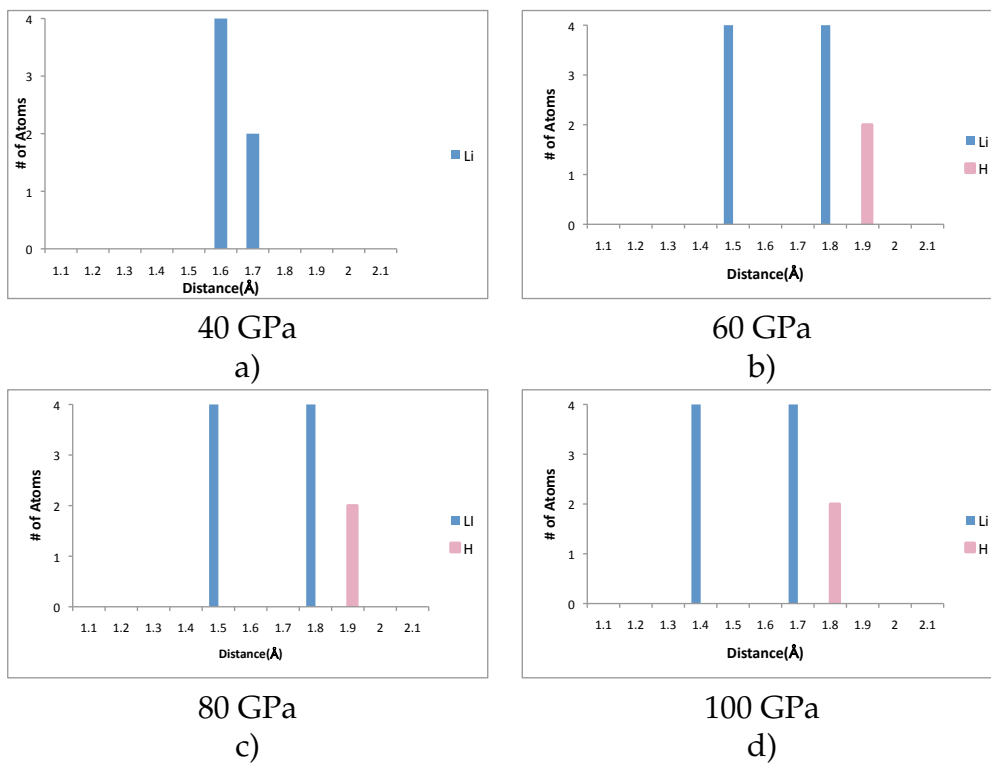 4
3
2
1
0
# of Atoms
1.1 1.2 1.3 1.4 1.5 1.6 1.7 1.8 1.9 2 2.1
Distance(Å)
Li
40 GPa
a)
4
3
2
1
0
# of Atoms
1.1 1.2 1.3 1.4 1.5 1.6 1.7 1.8 1.9 2 2.1
Distance(Å)
Li
H
60 GPa
b)
4
3
2
1
0
# of Atoms
1.1 1.2 1.3 1.4 1.5 1.6 1.7 1.8 1.9 2 2.1
Distance(Å)
LI
H
80 GPa
c)
4
3
2
1
0
# of Atoms
1.1 1.2 1.3 1.4 1.5 1.6 1.7 1.8 1.9 2 2.1
Distance(Å)
Li
H
100 GPa
d)